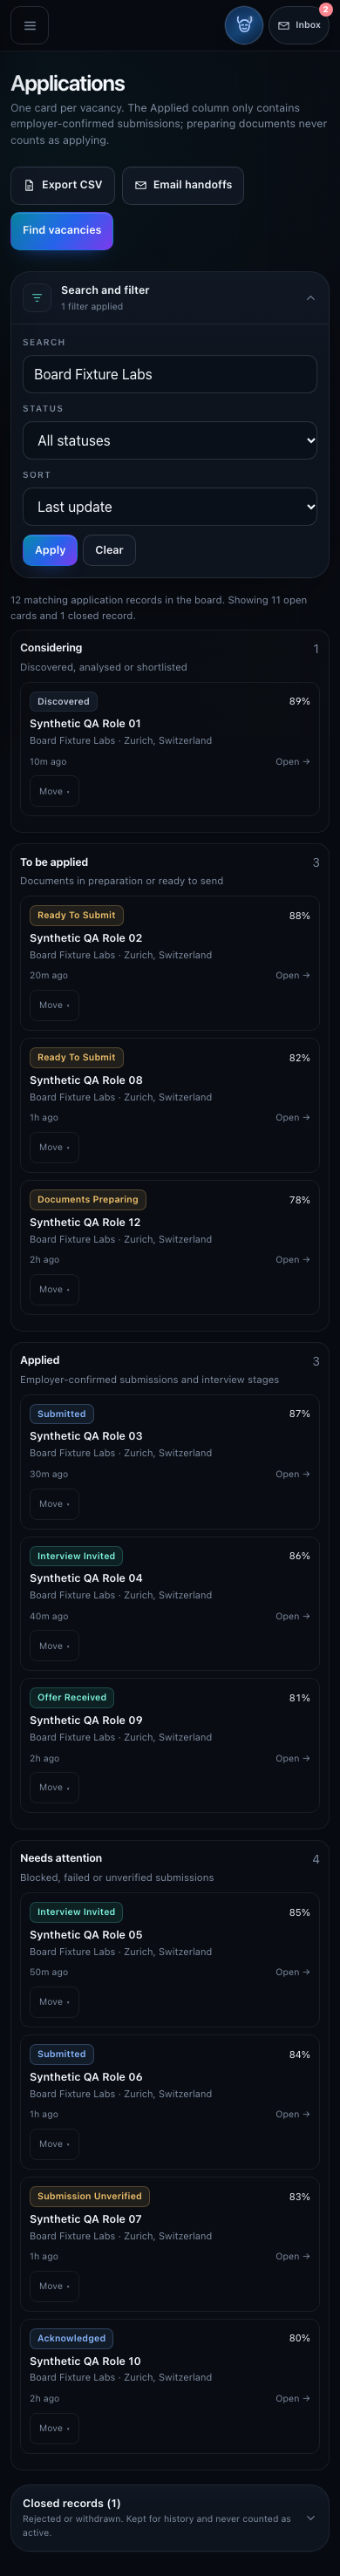 2
Inbox
Applications
One card per vacancy. The Applied column only contains
employer-confirmed submissions; preparing documents never
counts as applying.
Export CSV
Email handoffs
Find vacancies
Search and filter
1 filter applied
SEARCH
Board Fixture Labs
STATUS
All statuses
SORT
Last update
Apply
Clear
12 matching application records in the board. Showing 11 open
cards and 1 closed record.
Considering 1
Discovered, analysed or shortlisted
Discovered 89%
Synthetic QA Role 01
Board Fixture Labs · Zurich, Switzerland
10m ago Open →
Move
To be applied 3
Documents in preparation or ready to send
Ready To Submit 88%
Synthetic QA Role 02
Board Fixture Labs · Zurich, Switzerland
20m ago Open →
Move
Ready To Submit 82%
Synthetic QA Role 08
Board Fixture Labs · Zurich, Switzerland
1h ago Open →
Move
Documents Preparing 78%
Synthetic QA Role 12
Board Fixture Labs · Zurich, Switzerland
2h ago Open →
Move
Applied 3
Employer-confirmed submissions and interview stages
Submitted 87%
Synthetic QA Role 03
Board Fixture Labs · Zurich, Switzerland
30m ago Open →
Move
Interview Invited 86%
Synthetic QA Role 04
Board Fixture Labs · Zurich, Switzerland
40m ago Open →
Move
Offer Received 81%
Synthetic QA Role 09
Board Fixture Labs · Zurich, Switzerland
2h ago Open →
Move
Needs attention 4
Blocked, failed or unverified submissions
Interview Invited 85%
Synthetic QA Role 05
Board Fixture Labs · Zurich, Switzerland
50m ago Open →
Move
Submitted 84%
Synthetic QA Role 06
Board Fixture Labs · Zurich, Switzerland
1h ago Open →
Move
Submission Unverified 83%
Synthetic QA Role 07
Board Fixture Labs · Zurich, Switzerland
1h ago Open →
Move
Acknowledged 80%
Synthetic QA Role 10
Board Fixture Labs · Zurich, Switzerland
2h ago Open →
Move
Closed records (1)
Rejected or withdrawn. Kept for history and never counted as
active.